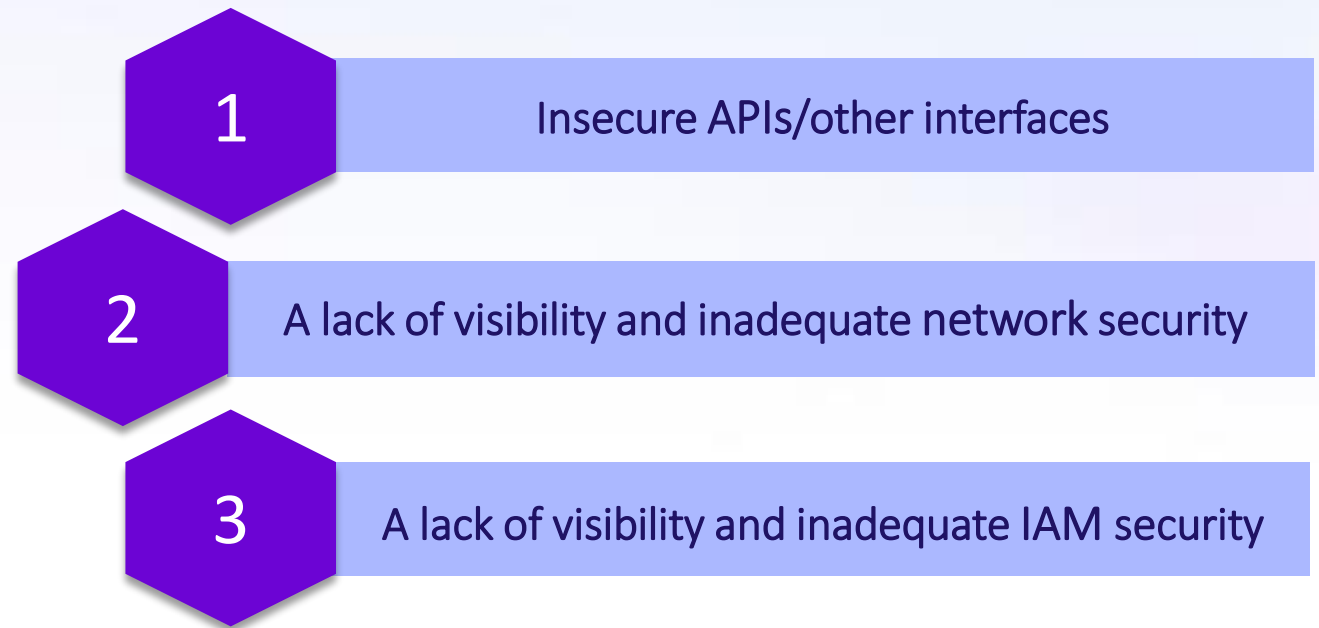 1
Insecure APIs/other interfaces
2
A lack of visibility and inadequate network security
3
A lack of visibility and inadequate IAM security